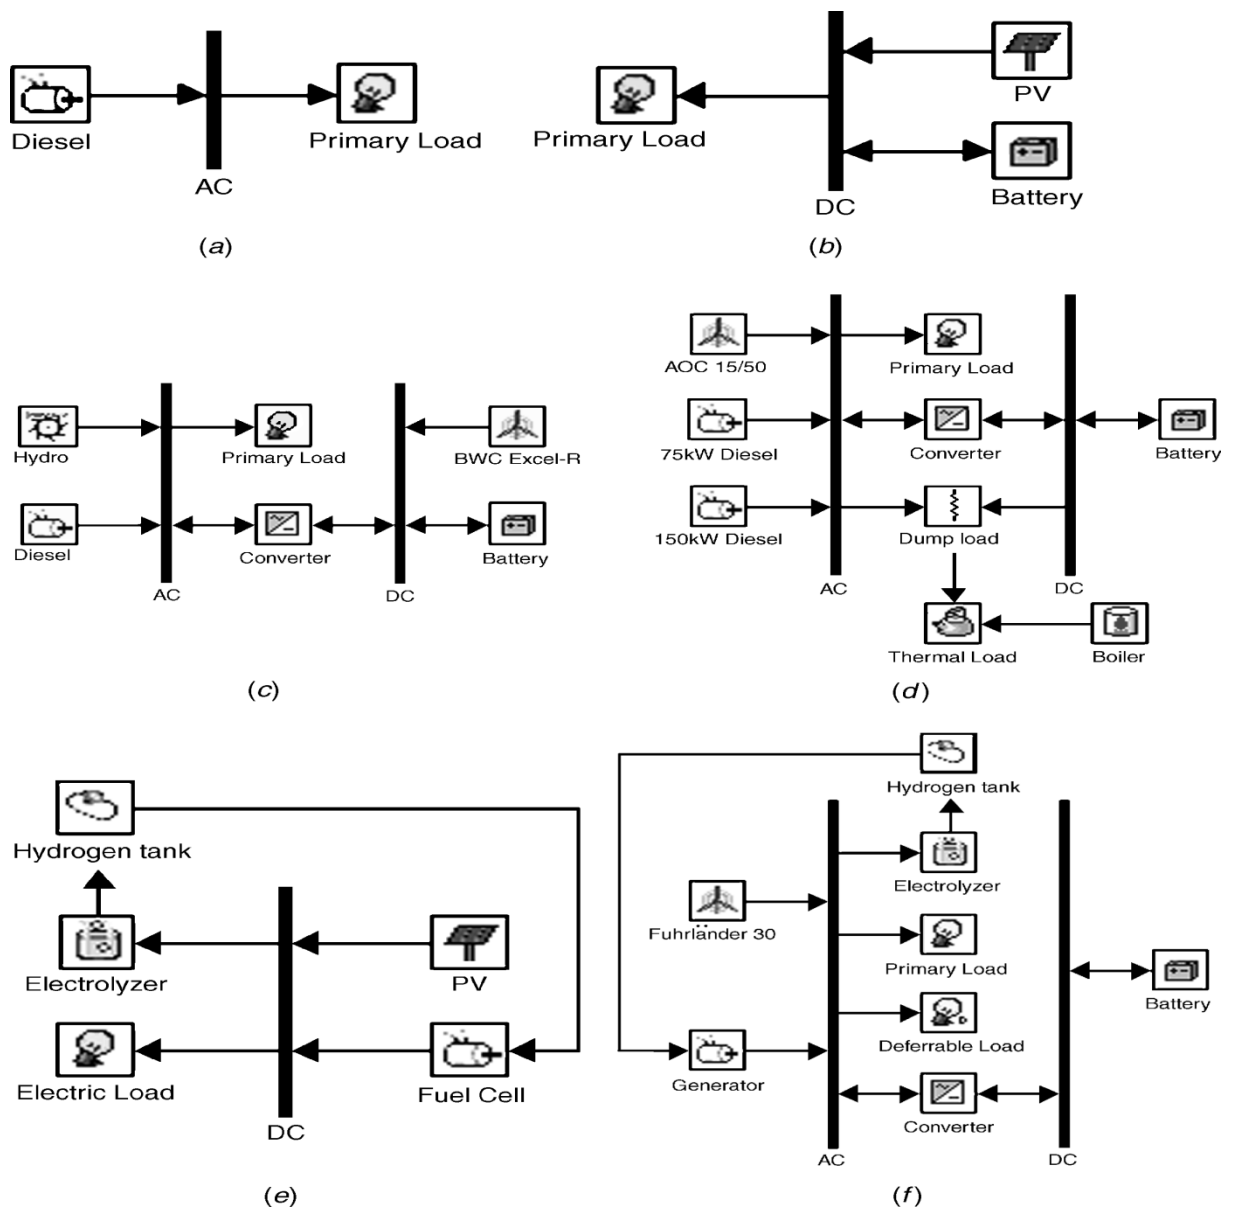 Diesel
AC
Primary Load
(a)
Primary Load
DC
PV
Battery
(b)
Hydro
Primary Load
BWC Excel-R
Diesel
Converter
Battery
AC
DC
(c)
AOC 15/50
Primary Load
75kW Diesel
Converter
Battery
150kW Diesel
Dump load
AC
DC
Thermal Load
Boiler
(d)
Hydrogen tank
Electrolyzer
PV
Electric Load
Fuel Cell
DC
(e)
Hydrogen tank
Electrolyzer
Fuhrländer 30
Primary Load
Battery
Deferrable Load
Generator
Converter
AC
DC
(f)